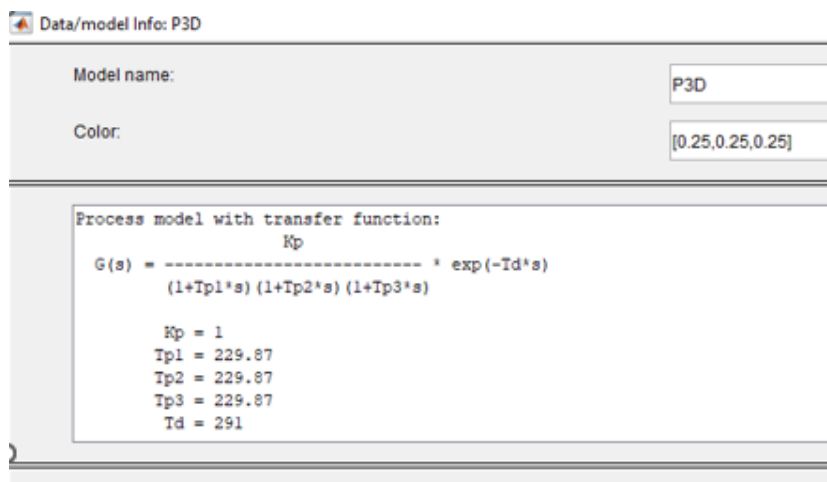 Data/model Info: P3D
Model name:
P3D
Color:
[0.25,0.25,0.25]
Process model with transfer function:
Kp
G(s) = -------------------------- * exp(-Td*s)
(1+Tp1*s)(1+Tp2*s)(1+Tp3*s)
Kp = 1
Tp1 = 229.87
Tp2 = 229.87
Tp3 = 229.87
Td = 291